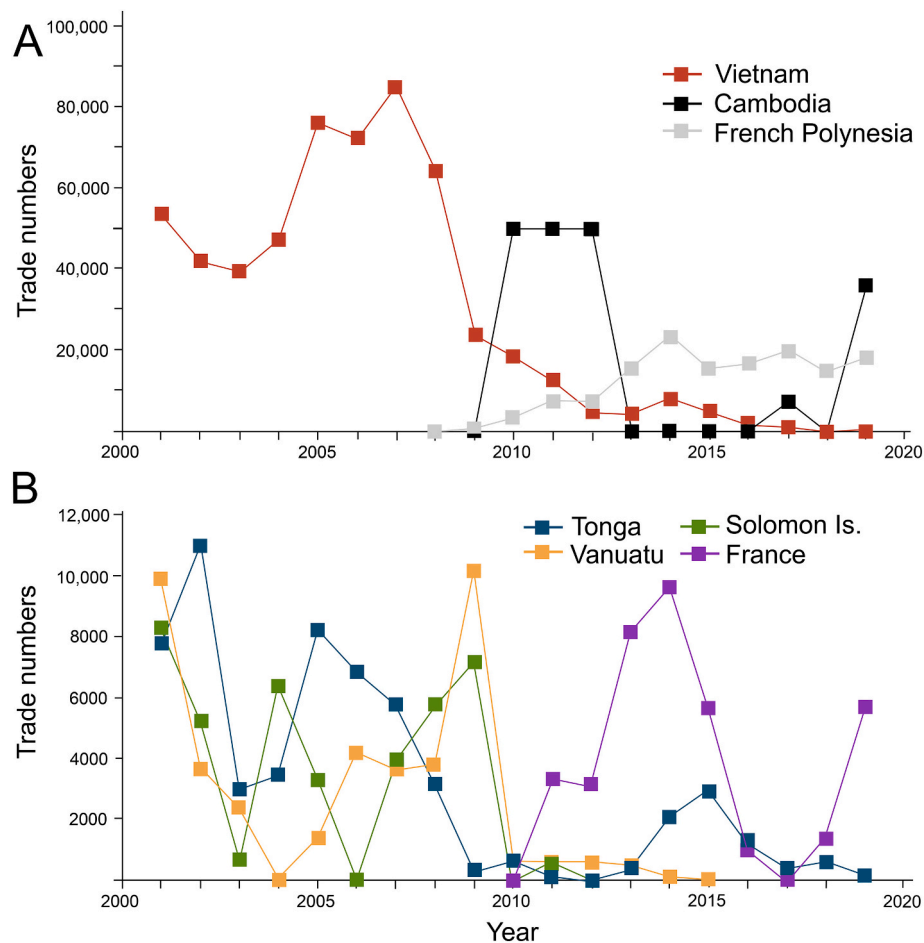 A
100,000
80,000
60,000
40,000
20,000
Trade numbers
Vietnam
Cambodia
French Polynesia
2000 2005 2010 2015 2020
B
12,000
10,000
8000
6000
4000
2000
Trade numbers
Tonga Solomon Is.
Vanuatu France
2000 2005 2010 2015 2020
Year